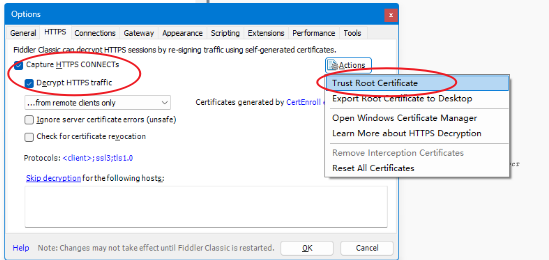 Options
General HTTPS Connections Gateway Appearance Scripting Extensions Performance Tools
Fiddler Classic can decrypt HTTPS sessions by re-signing traffic using self-generated certificates.
Capture HTTPS CONNECTs
Actions
Decrypt HTTPS traffic
Trust Root Certificate
...from remote clients only
Certificates generated by CertEnroll
Export Root Certificate to Desktop
Ignore server certificate errors (unsafe)
Open Windows Certificate Manager
Check for certificate revocation
Learn More about HTTPS Decryption
Protocols: <client>;ssl3;tls1.0
Remove Interception Certificates
Reset All Certificates
Skip decryption for the following hosts:
Help Note: Changes may not take effect until Fiddler Classic is restarted. OK Cancel